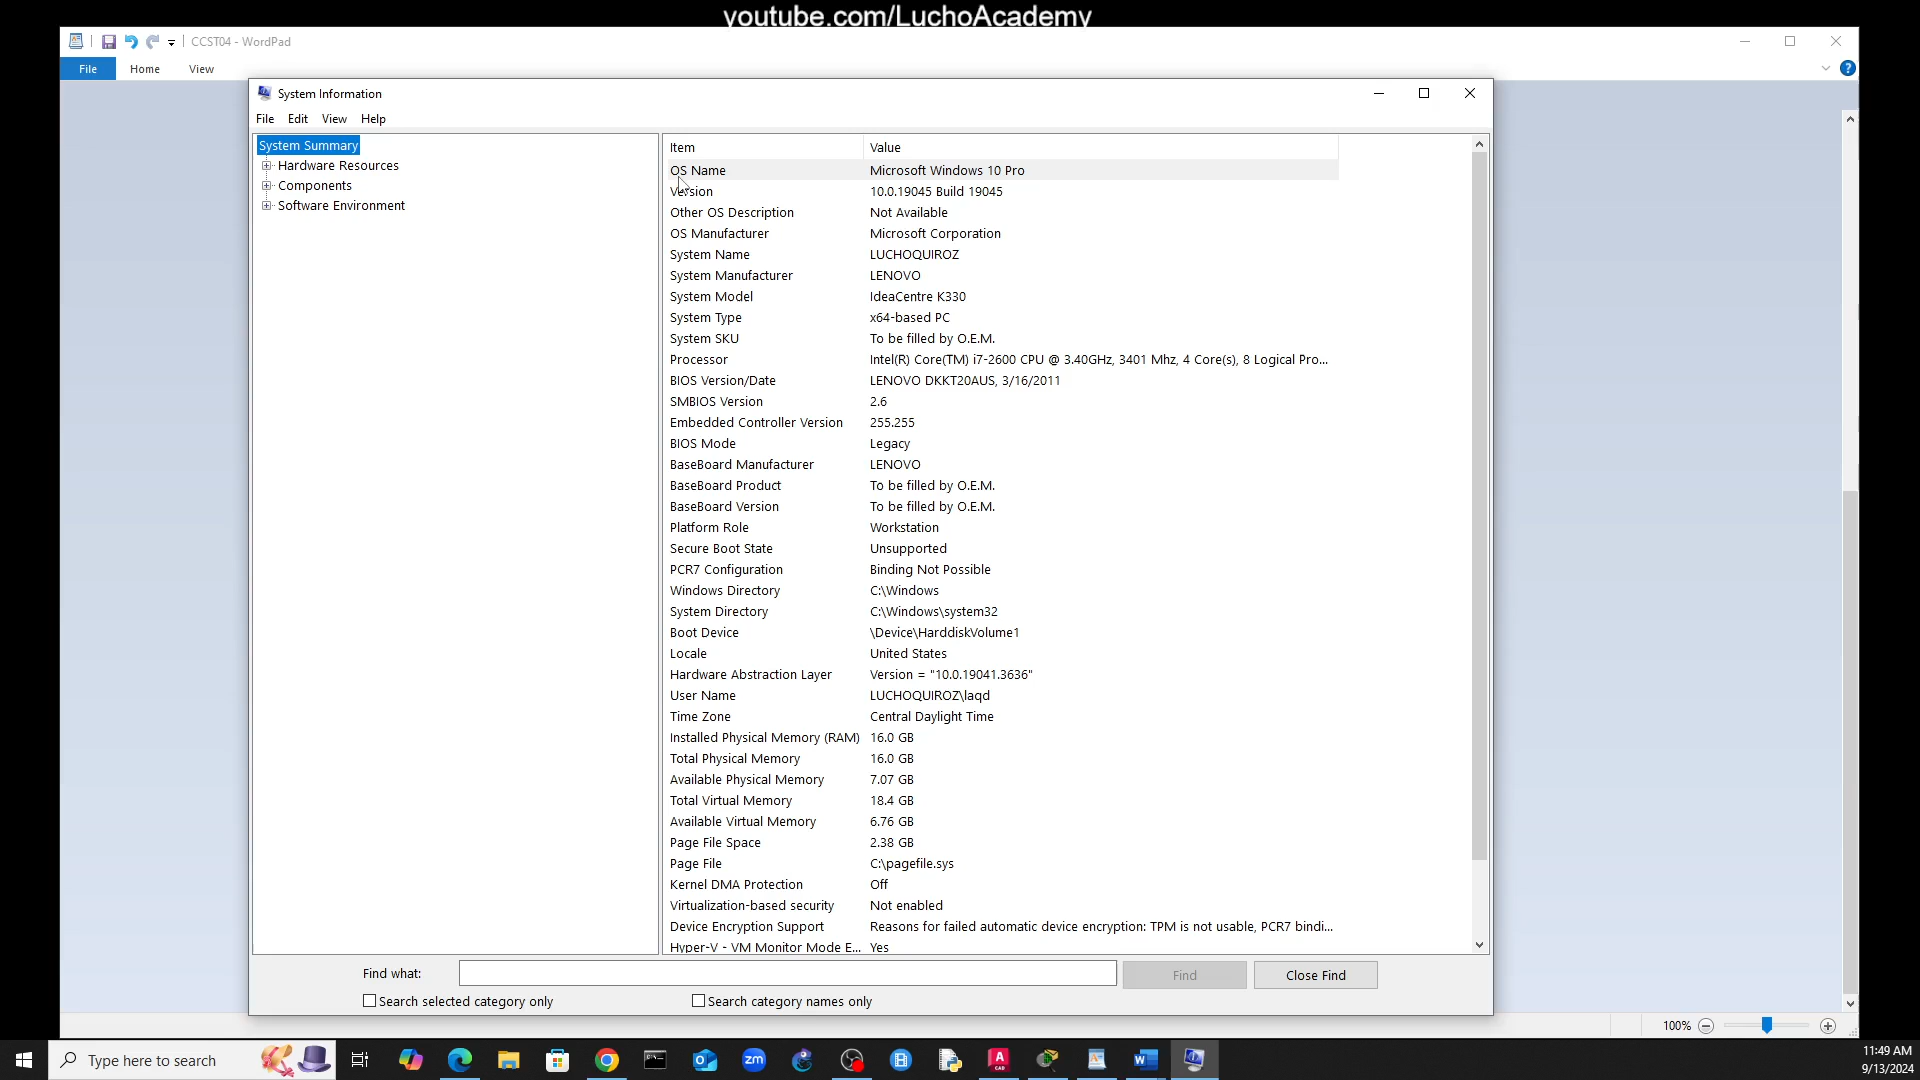 youtube.com/LuchoAcademy
CCST04 - WordPad
File Home View
System Information
File Edit View Help
System Summary
Hardware Resources
Components
Software Environment
Item Value
OS Name Microsoft Windows 10 Pro
Version 10.0.19045 Build 19045
Other OS Description Not Available
OS Manufacturer Microsoft Corporation
System Name LUCHOQUIROZ
System Manufacturer LENOVO
System Model IdeaCentre K330
System Type x64-based PC
System SKU To be filled by O.E.M.
Processor Intel(R) Core(TM) i7-2600 CPU @ 3.40GHz, 3401 Mhz, 4 Core(s), 8 Logical Pro...
BIOS Version/Date LENOVO DKKT20AUS, 3/16/2011
SMBIOS Version 2.6
Embedded Controller Version 255.255
BIOS Mode Legacy
BaseBoard Manufacturer LENOVO
BaseBoard Product To be filled by O.E.M.
BaseBoard Version To be filled by O.E.M.
Platform Role Workstation
Secure Boot State Unsupported
PCR7 Configuration Binding Not Possible
Windows Directory C:\Windows
System Directory C:\Windows\system32
Boot Device \Device\HarddiskVolume1
Locale United States
Hardware Abstraction Layer Version = "10.0.19041.3636"
User Name LUCHOQUIROZ\laqd
Time Zone Central Daylight Time
Installed Physical Memory (RAM) 16.0 GB
Total Physical Memory 16.0 GB
Available Physical Memory 7.07 GB
Total Virtual Memory 18.4 GB
Available Virtual Memory 6.76 GB
Page File Space 2.38 GB
Page File C:\pagefile.sys
Kernel DMA Protection Off
Virtualization-based security Not enabled
Device Encryption Support Reasons for failed automatic device encryption: TPM is not usable, PCR7 bindi...
Hyper-V - VM Monitor Mode E... Yes
Find what: Find Close Find
Search selected category only Search category names only
100%
Type here to search
zm
A
CAD
11:49 AM
9/13/2024